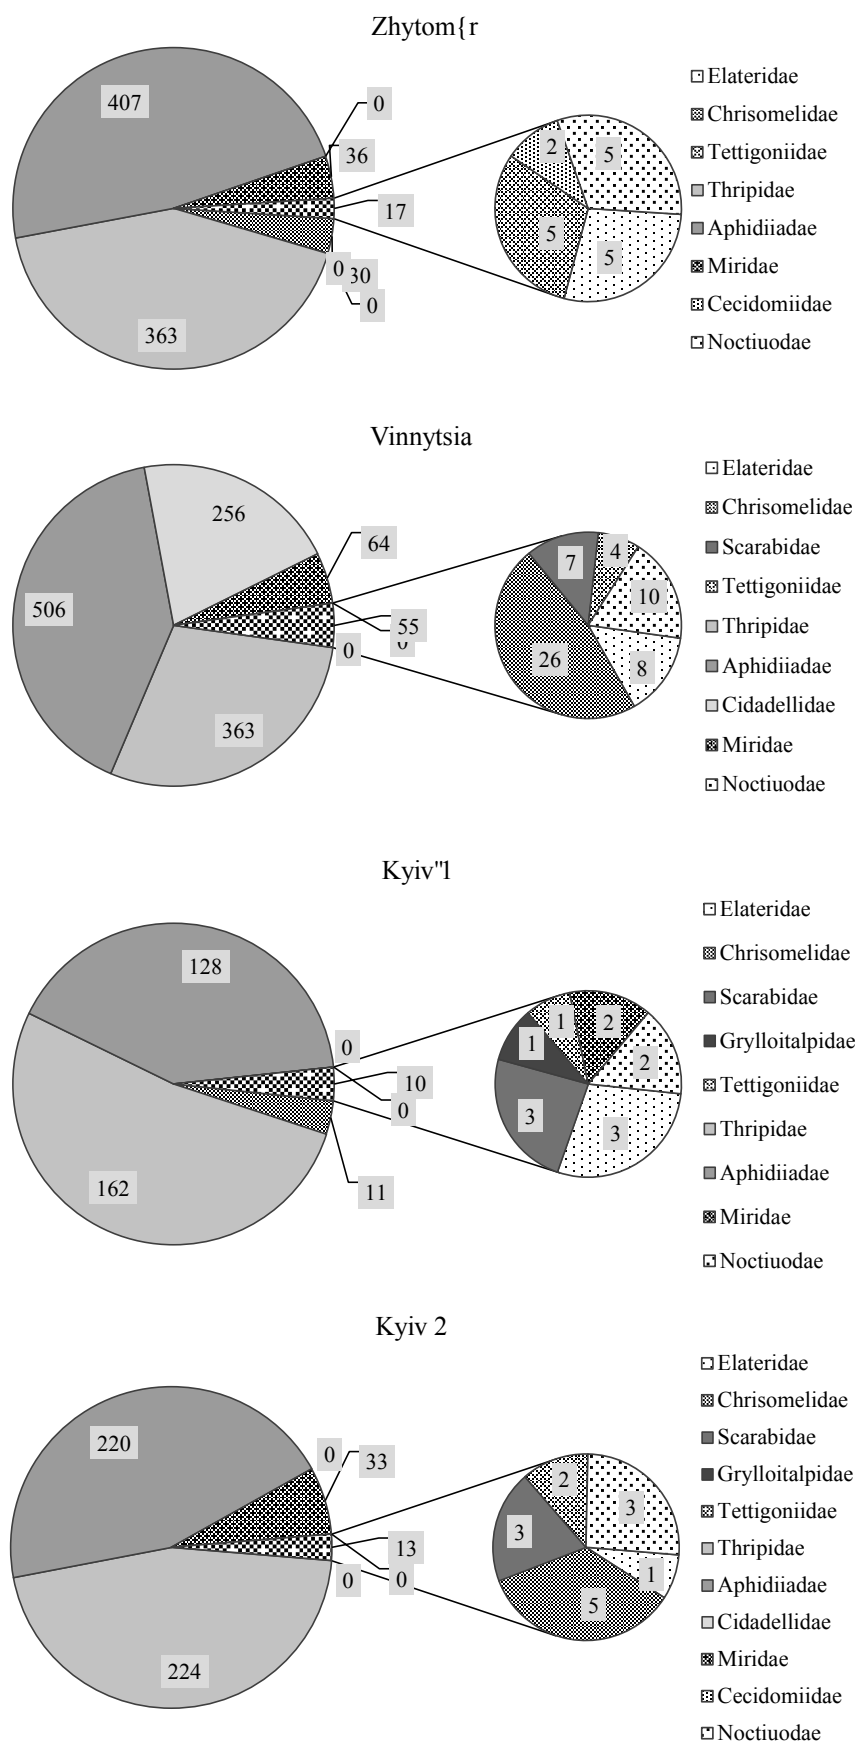 Zhytom{r
407
0
36
17
0
30
0
363
2
5
5
5
Elateridae
Chrisomelidae
Tettigoniidae
Thripidae
Aphidiiadae
Miridae
Cecidomiidae
Noctiuodae
Vinnytsia
256
64
506
55
0
0
363
7
4
10
26
8
Elateridae
Chrisomelidae
Scarabidae
Tettigoniidae
Thripidae
Aphidiiadae
Cidadellidae
Miridae
Noctiuodae
Kyiv"l
128
0
10
0
162
11
1
2
1
2
3
3
Elateridae
Chrisomelidae
Scarabidae
Grylloitalpidae
Tettigoniidae
Thripidae
Aphidiiadae
Miridae
Noctiuodae
Kyiv 2
220
0
33
13
0
0
224
2
3
3
1
5
Elateridae
Chrisomelidae
Scarabidae
Grylloitalpidae
Tettigoniidae
Thripidae
Aphidiiadae
Cidadellidae
Miridae
Cecidomiidae
Noctiuodae